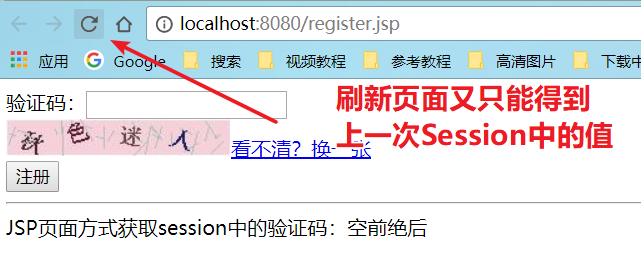 localhost:8080/register.jsp
应用 Google 搜索 视频教程 参考教程 高清图片 下载中
验证码：
色 迷 人 看不清？换一张
刷新页面又只能得到
上一次Session中的值
注册
JSP页面方式获取session中的验证码：空前绝后